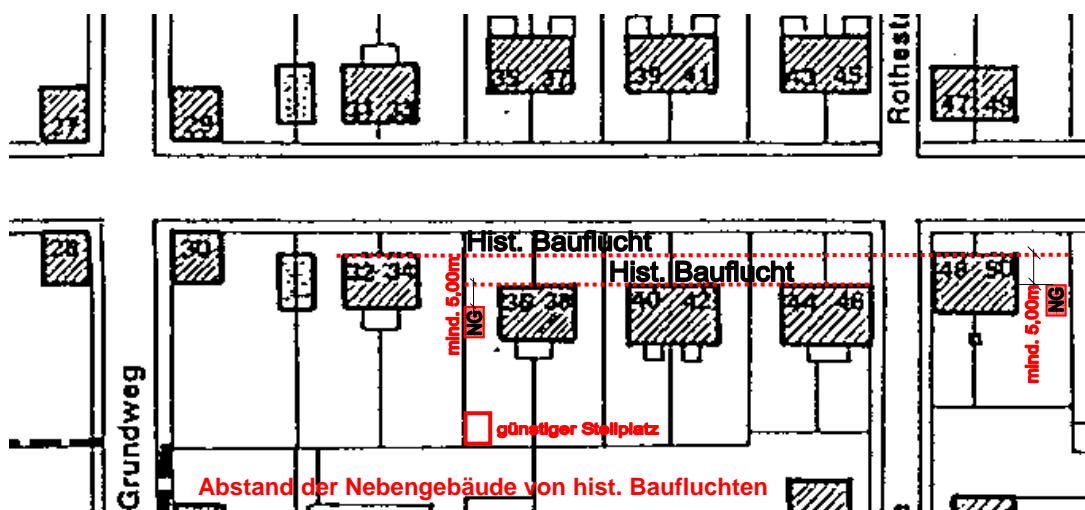 Rothest
35 37
39 41
43 45
31 33
47 49
27
29
28
30
Hist. Bauflucht
Hist. Bauflucht
32 34
48 50
mind. 5,00m
NG
36 38
40 42
44 46
NG
mind. 5,00m
günstiger Stellplatz
Grundweg
Abstand der Nebengebäude von hist. Baufluchten